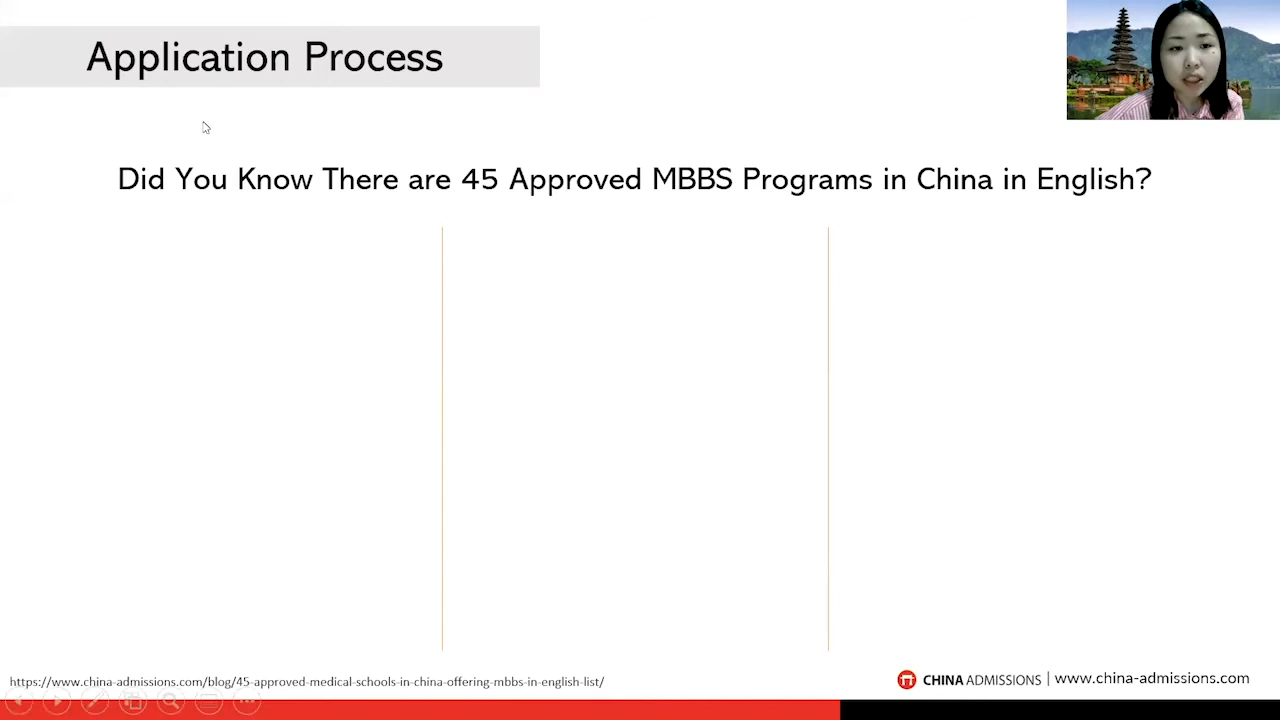 Application Process
Did You Know There are 45 Approved MBBS Programs in China in English?
https://www.china-admissions.com/blog/45-approved-medical-schools-in-china-offering-mbbs-in-english-list/
CHINA ADMISSIONS | www.china-admissions.com